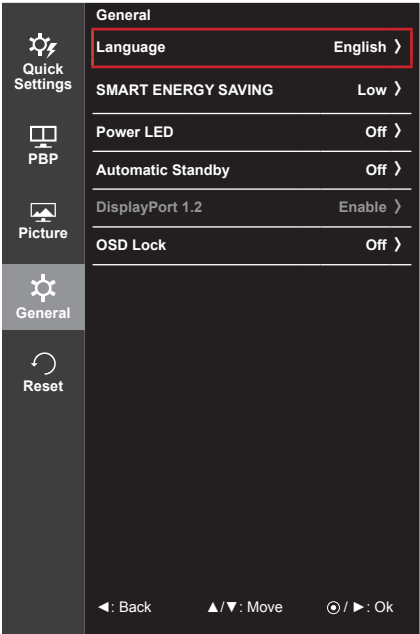 Quick
Settings
PBP
Picture
General
Reset
General
Language English 〉
SMART ENERGY SAVING Low 〉
Power LED Off 〉
Automatic Standby Off 〉
DisplayPort 1.2 Enable 〉
OSD Lock Off 〉
◄: Back ▲/▼: Move ⦿ / ►: Ok